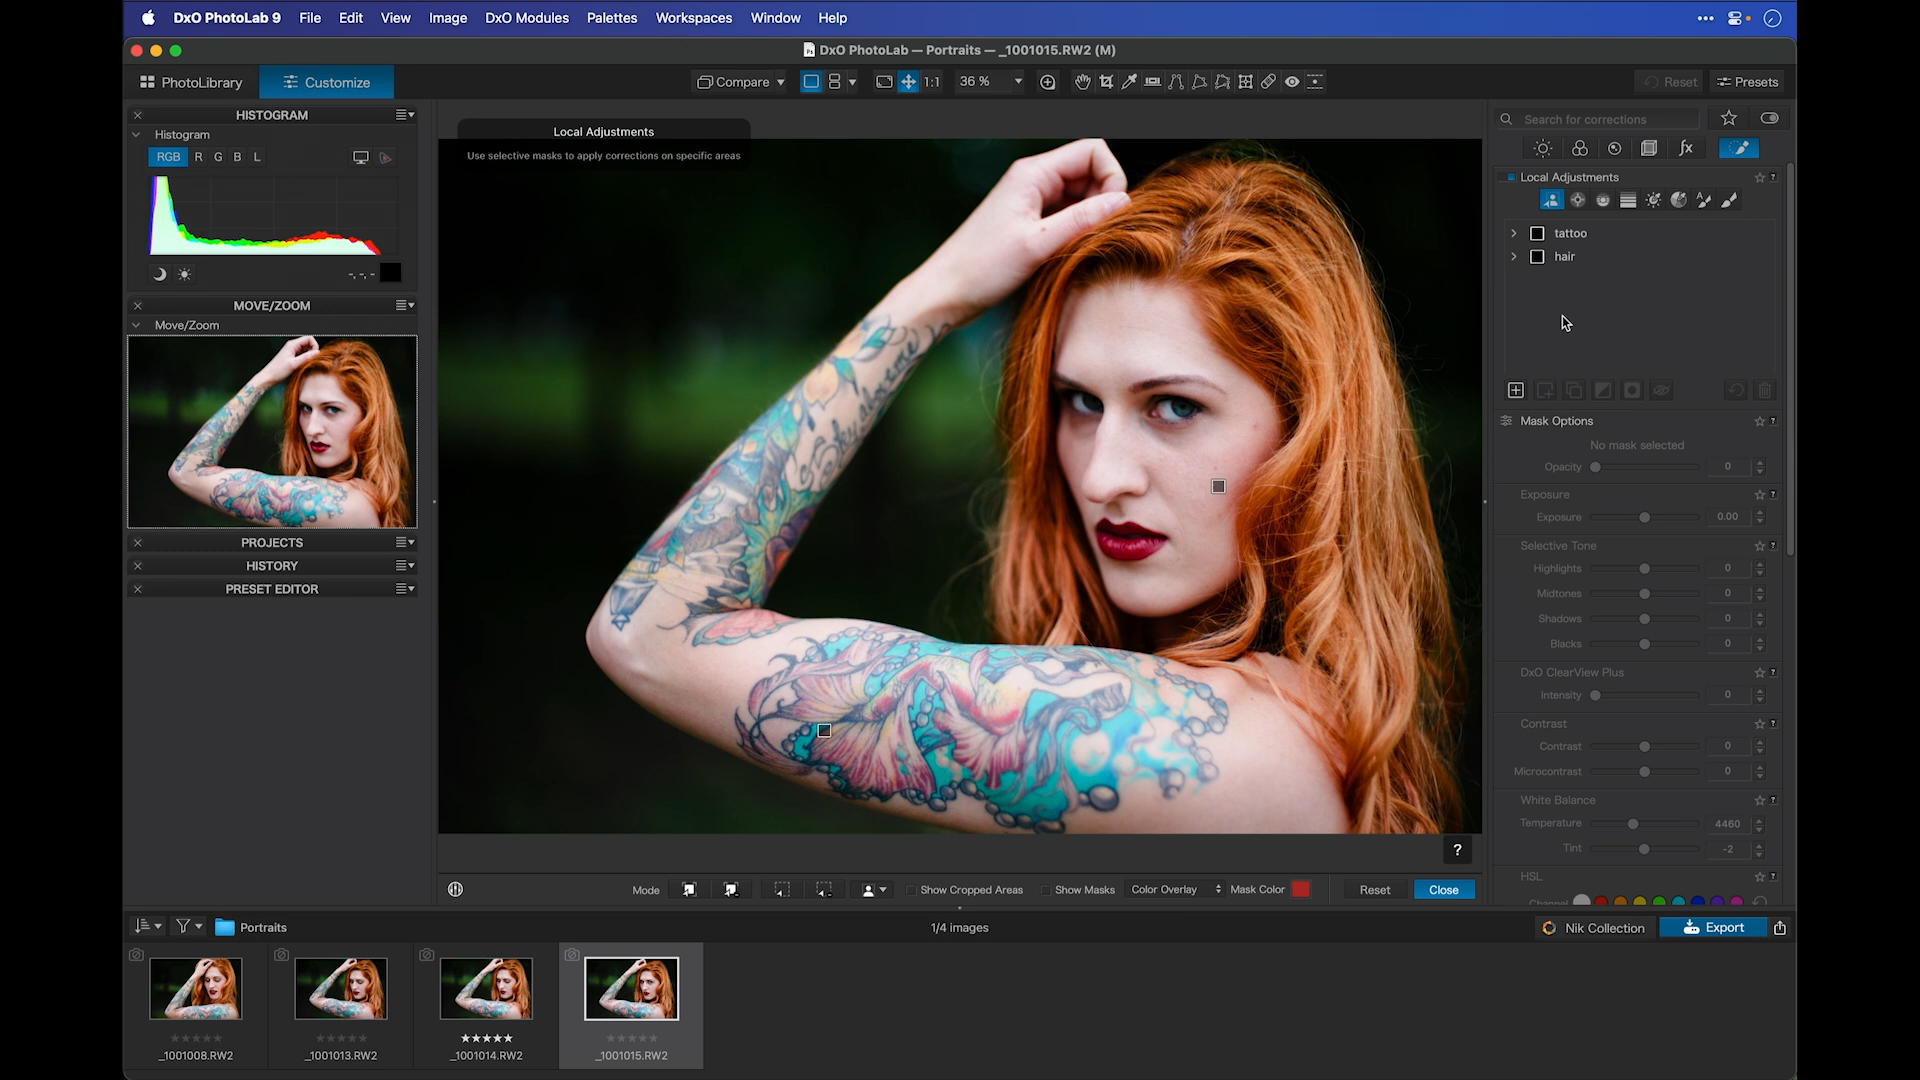 DxO PhotoLab 9 File Edit View Image DxO Modules Palettes Workspaces Window Help
DxO PhotoLab — Portraits — _1001015.RW2 (M)
PhotoLibrary Customize Compare 1:1 36 % Reset Presets
HISTOGRAM
Histogram
RGB R G B L
-.-.-
MOVE/ZOOM
Move/Zoom
PROJECTS
HISTORY
PRESET EDITOR
Local Adjustments
Use selective masks to apply corrections on specific areas
Search for corrections
fx
Local Adjustments ?
tattoo
hair
Mask Options ?
No mask selected
Opacity 0
Exposure ?
Exposure 0.00
Selective Tone ?
Highlights 0
Midtones 0
Shadows 0
Blacks 0
DxO ClearView Plus ?
Intensity 0
Contrast ?
Contrast 0
Microcontrast 0
White Balance ?
Temperature 4460
Tint -2
HSL ?
Channel
?
Mode Show Cropped Areas Show Masks Color Overlay Mask Color Reset Close
Portraits 1/4 images Nik Collection Export
_1001008.RW2 _1001013.RW2 _1001014.RW2 _1001015.RW2